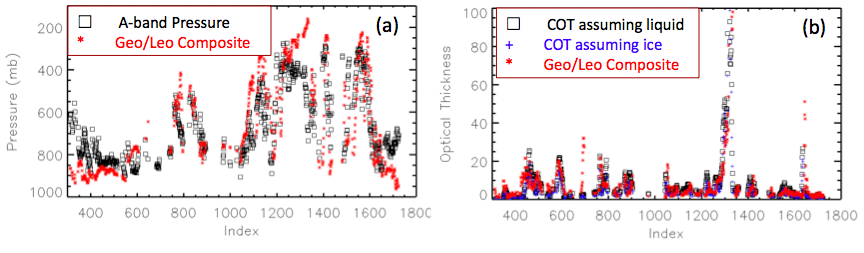 □ A-band Pressure
* Geo/Leo Composite
(a)
200
400
600
800
1000
Pressure (mb)
400 600 800 1000 1200 1400 1600 1800
Index
□ COT assuming liquid
+ COT assuming ice
* Geo/Leo Composite
(b)
100
80
60
40
20
0
Optical Thickness
400 600 800 1000 1200 1400 1600 1800
Index